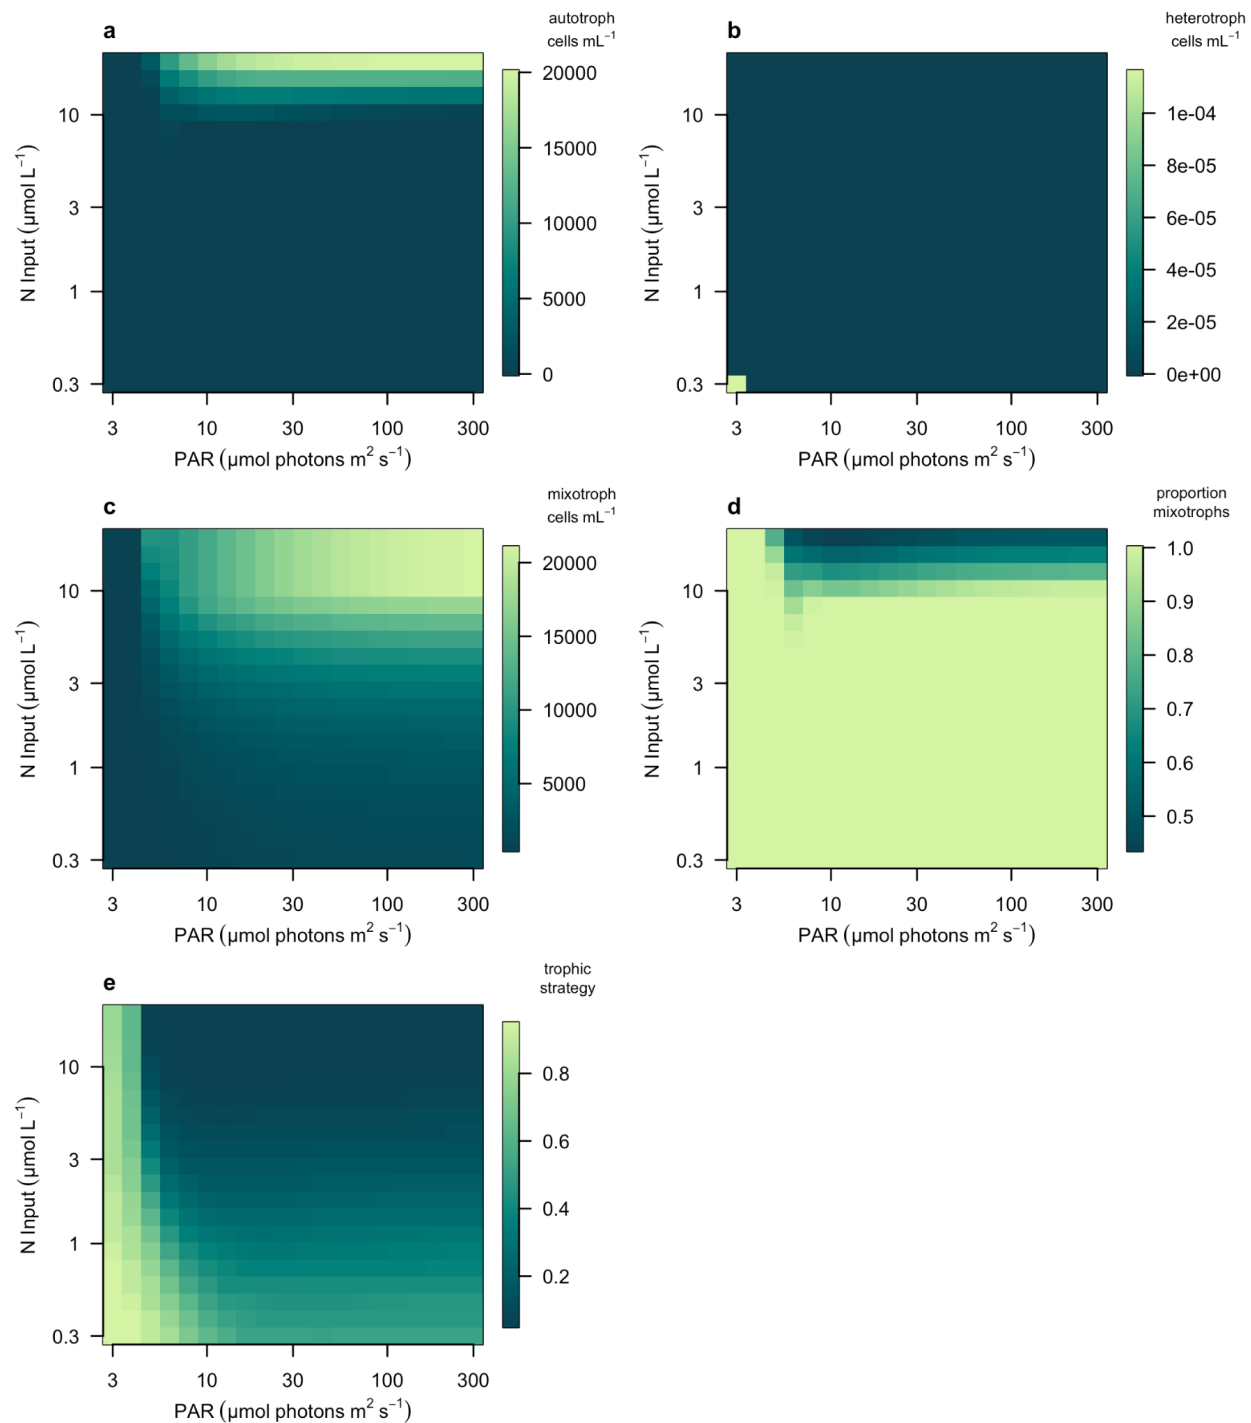 a
autotroph
cells mL⁻¹
20000
15000
10000
5000
0
10
3
1
0.3
N Input (µmol L⁻¹)
3 10 30 100 300
PAR (µmol photons m² s⁻¹)
b
heterotroph
cells mL⁻¹
1e-04
8e-05
6e-05
4e-05
2e-05
0e+00
10
3
1
0.3
N Input (µmol L⁻¹)
3 10 30 100 300
PAR (µmol photons m² s⁻¹)
c
mixotroph
cells mL⁻¹
20000
15000
10000
5000
10
3
1
0.3
N Input (µmol L⁻¹)
3 10 30 100 300
PAR (µmol photons m² s⁻¹)
d
proportion
mixotrophs
1.0
0.9
0.8
0.7
0.6
0.5
10
3
1
0.3
N Input (µmol L⁻¹)
3 10 30 100 300
PAR (µmol photons m² s⁻¹)
e
trophic
strategy
0.8
0.6
0.4
0.2
10
3
1
0.3
N Input (µmol L⁻¹)
3 10 30 100 300
PAR (µmol photons m² s⁻¹)